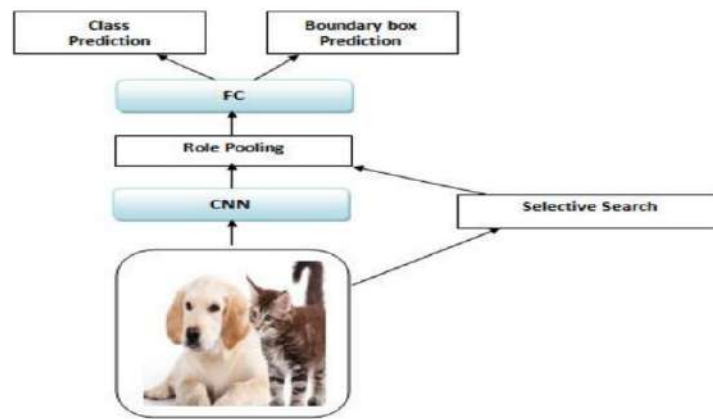 Class
Prediction
Boundary box
Prediction
FC
Role Pooling
CNN
Selective Search